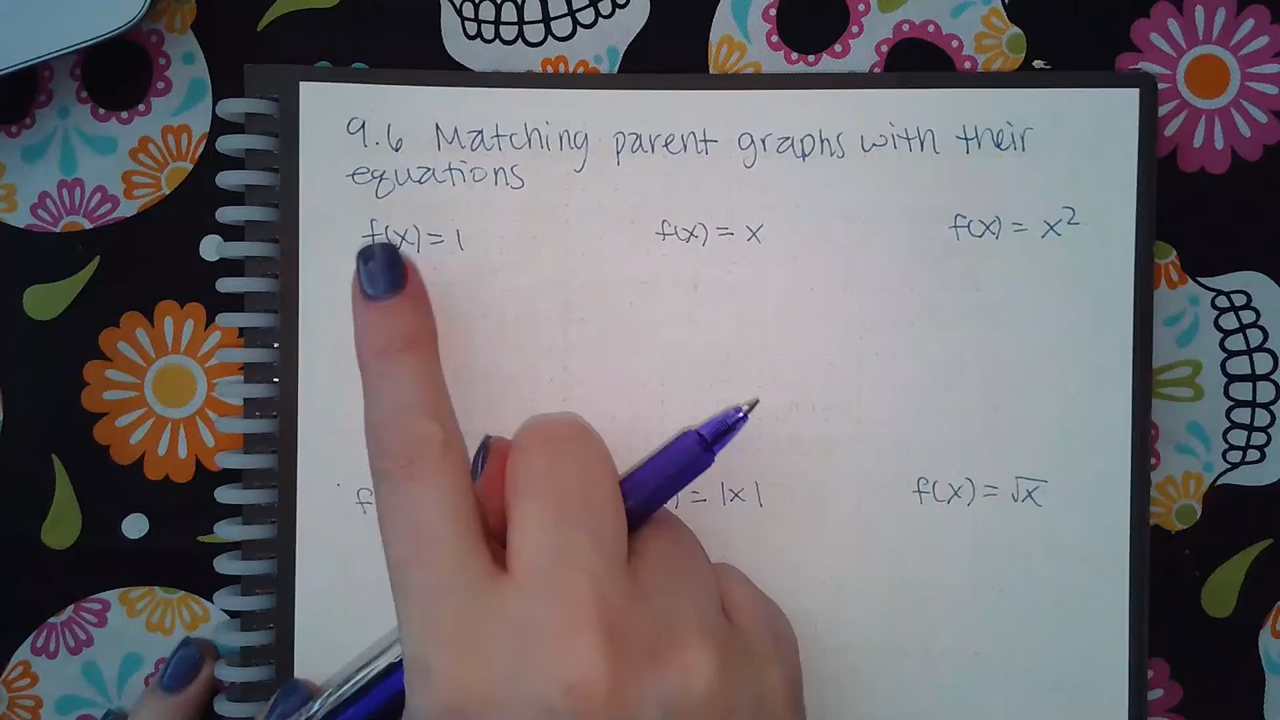 9.6 Matching parent graphs with their
equations
f(x) = 1
f(x) = x
f(x) = x²
f
) = |x|
f(x) = √x